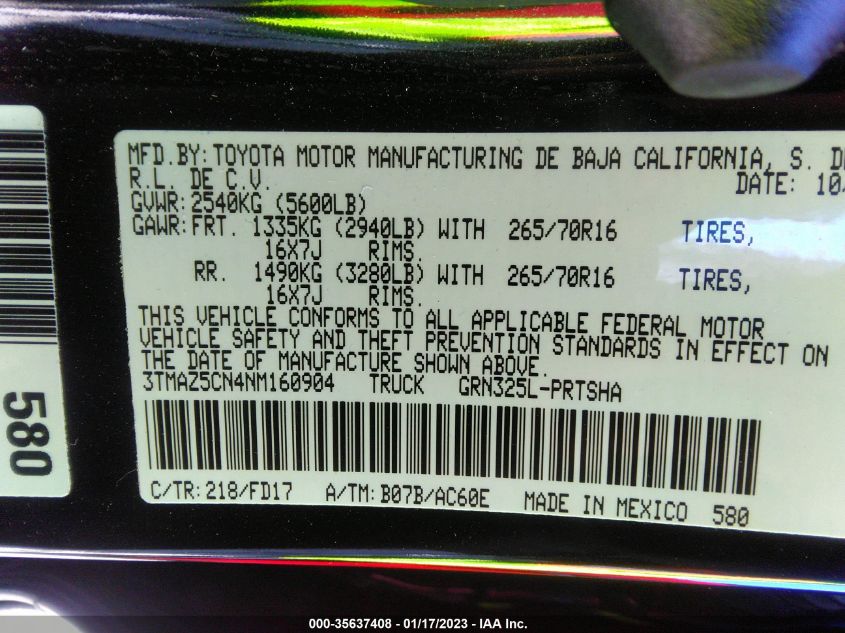 MFD.BY:TOYOTA MOTOR MANUFACTURING DE BAJA CALIFORNIA, S.
R.L. DE C.V. DATE:
GVWR:2540KG (5600LB)
GAWR:FRT. 1335KG (2940LB) WITH 265/70R16 TIRES,
16X7J RIMS.
RR. 1490KG (3280LB) WITH 265/70R16 TIRES,
16X7J RIMS.
THIS VEHICLE CONFORMS TO ALL APPLICABLE FEDERAL MOTOR
VEHICLE SAFETY AND THEFT PREVENTION STANDARDS IN EFFECT ON
THE DATE OF MANUFACTURE SHOWN ABOVE.
3TMAZ5CN4NM160904 TRUCK GRN325L-PRTSHA
C/TR:218/FD17 A/TM:B07B/AC60E MADE IN MEXICO 580
580
000-35637408 - 01/17/2023 - IAA Inc.